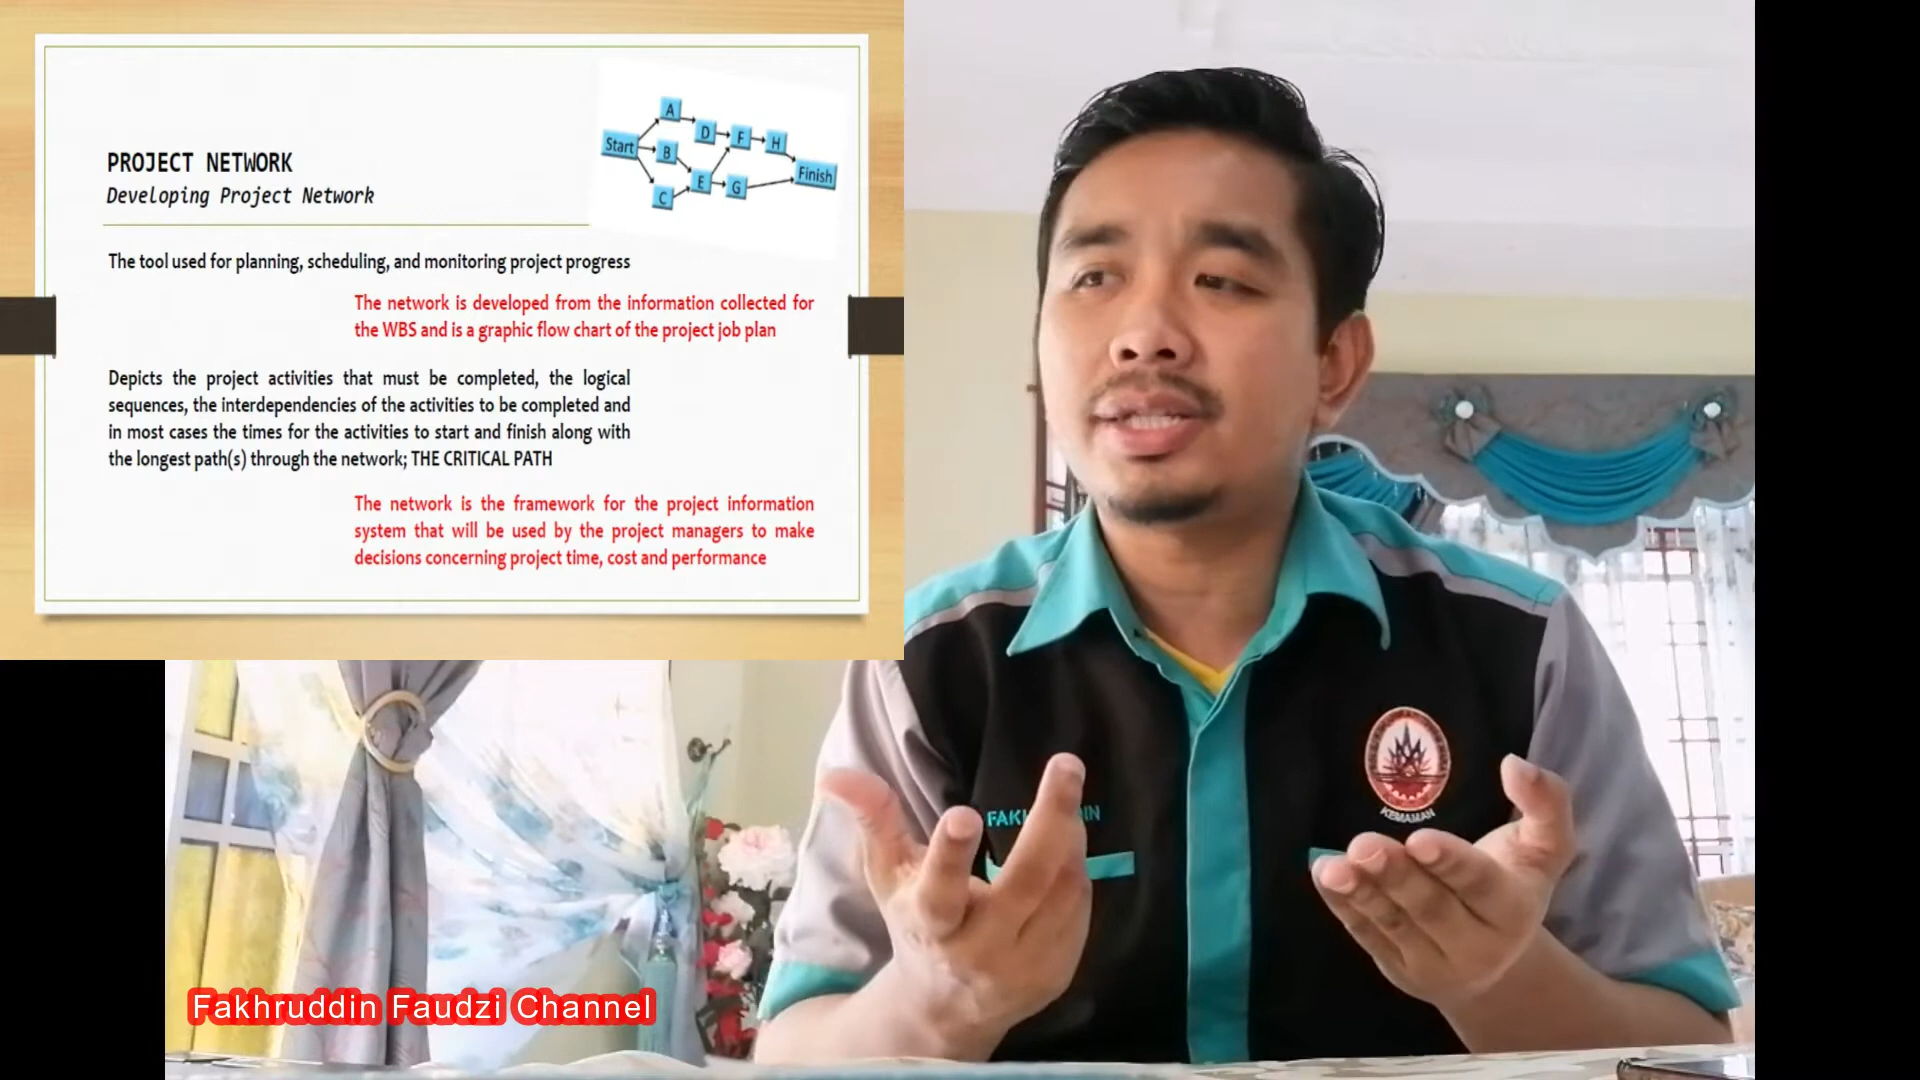 PROJECT NETWORK
Developing Project Network
Start
A
B
C
D
E
F
G
H
Finish
The tool used for planning, scheduling, and monitoring project progress
The network is developed from the information collected for
the WBS and is a graphic flow chart of the project job plan
Depicts the project activities that must be completed, the logical
sequences, the interdependencies of the activities to be completed and
in most cases the times for the activities to start and finish along with
the longest path(s) through the network; THE CRITICAL PATH
The network is the framework for the project information
system that will be used by the project managers to make
decisions concerning project time, cost and performance
KEMAMAN
Fakhruddin Faudzi Channel